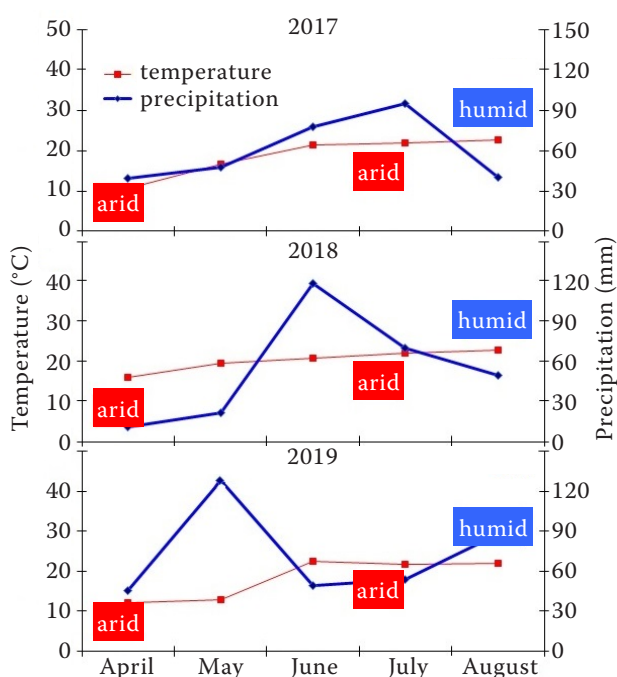 2017
50
40
30
20
10
0
temperature
precipitation
150
120
90
60
30
0
humid
arid
arid
2018
40
30
20
10
0
120
90
60
30
0
humid
arid
arid
Temperature (°C)
Precipitation (mm)
2019
40
30
20
10
0
120
90
60
30
0
humid
arid
arid
April May June July August